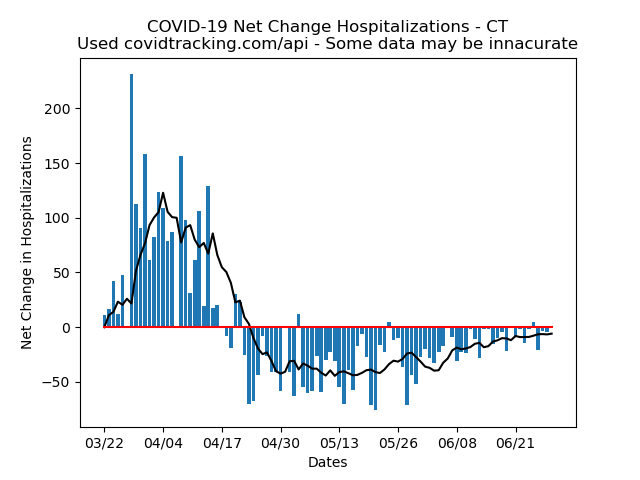 COVID-19 Net Change Hospitalizations - CT
Used covidtracking.com/api - Some data may be innacurate
Net Change in Hospitalizations
200
150
100
50
0
−50
03/22 04/04 04/17 04/30 05/13 05/26 06/08 06/21
Dates